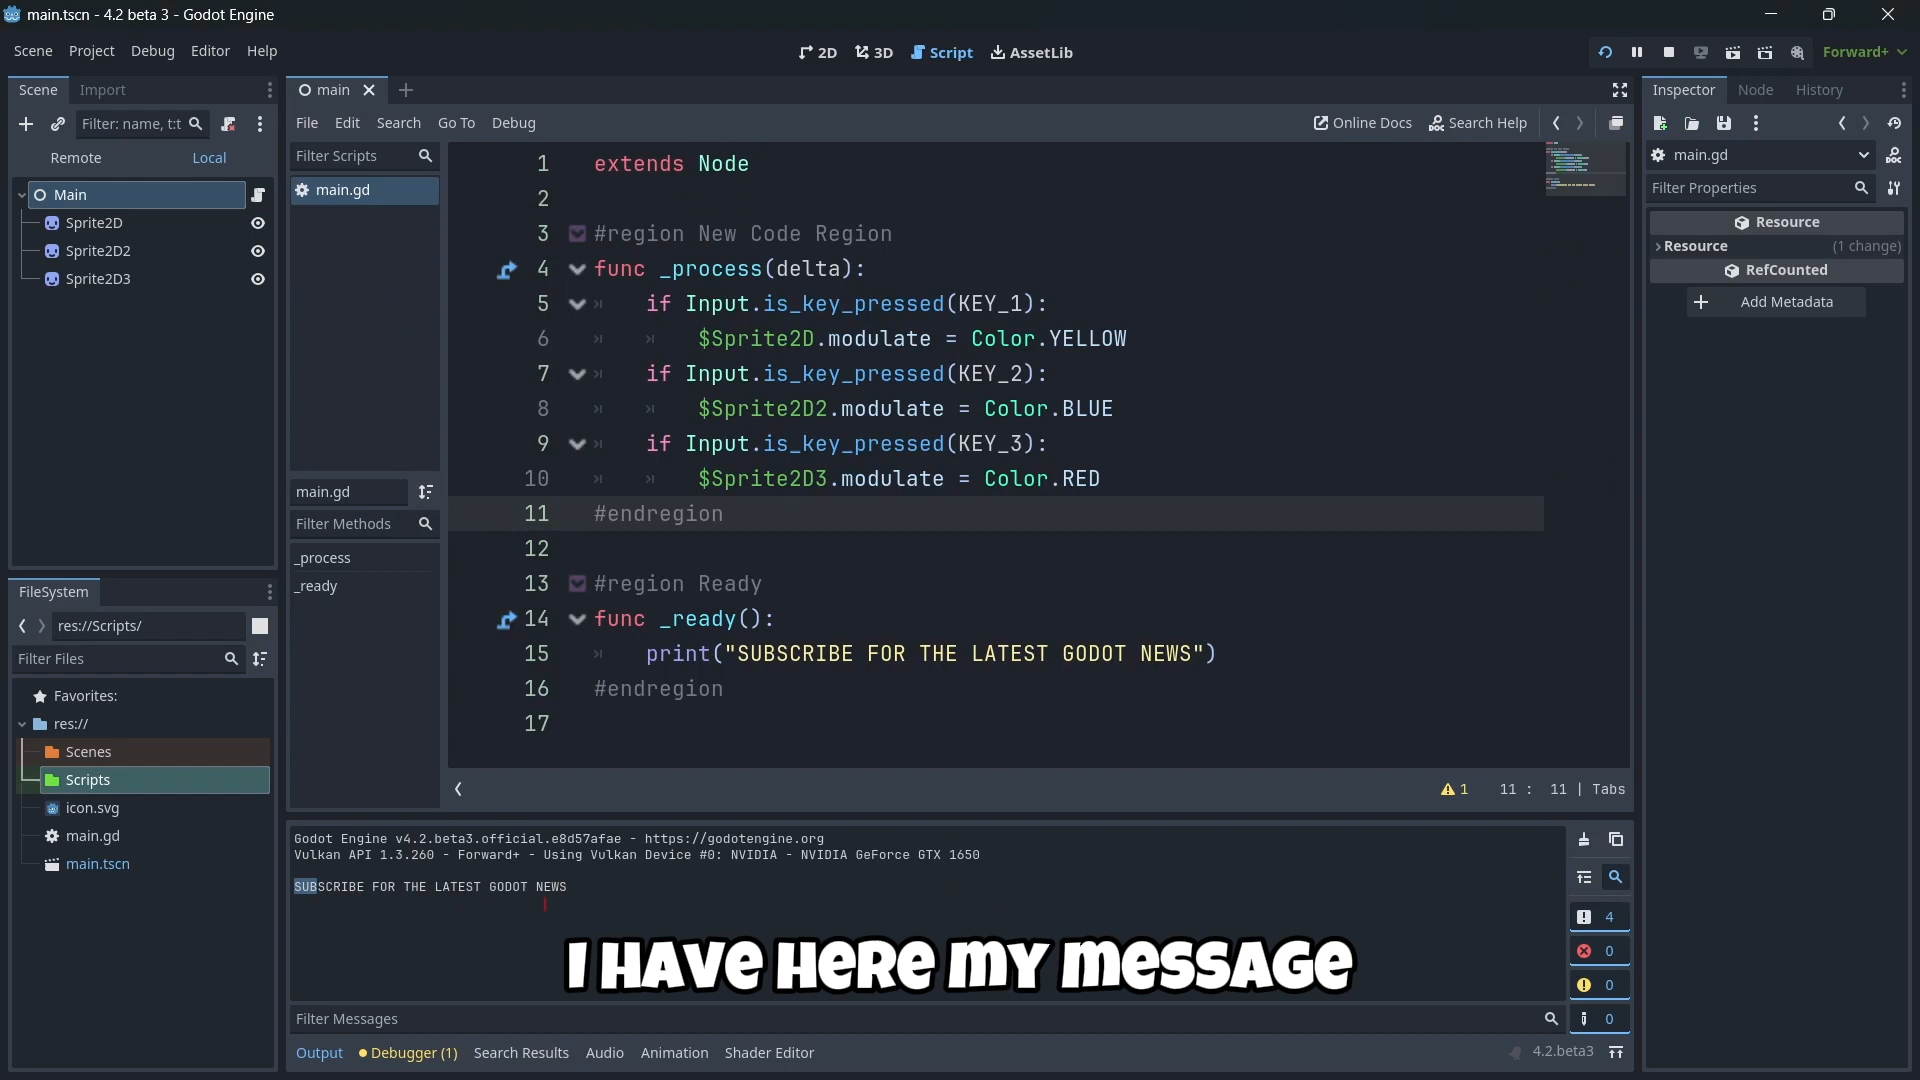 main.tscn - 4.2 beta 3 - Godot Engine
Scene Project Debug Editor Help
2D 3D Script AssetLib
Forward+
Scene Import
Filter: name, t:t
Remote Local
Main
Sprite2D
Sprite2D2
Sprite2D3
FileSystem
res://Scripts/
Filter Files
Favorites:
res://
Scenes
Scripts
icon.svg
main.gd
main.tscn
main
File Edit Search Go To Debug
Online Docs Search Help
Filter Scripts
main.gd
main.gd
Filter Methods
_process
_ready
1 extends Node
2
3 #region New Code Region
4 func _process(delta):
5 if Input.is_key_pressed(KEY_1):
6 $Sprite2D.modulate = Color.YELLOW
7 if Input.is_key_pressed(KEY_2):
8 $Sprite2D2.modulate = Color.BLUE
9 if Input.is_key_pressed(KEY_3):
10 $Sprite2D3.modulate = Color.RED
11 #endregion
12
13 #region Ready
14 func _ready():
15 print("SUBSCRIBE FOR THE LATEST GODOT NEWS")
16 #endregion
17
1 11 : 11 | Tabs
Godot Engine v4.2.beta3.official.e8d57afae - https://godotengine.org
Vulkan API 1.3.260 - Forward+ - Using Vulkan Device #0: NVIDIA - NVIDIA GeForce GTX 1650
SUBSCRIBE FOR THE LATEST GODOT NEWS
I HAVE HERE MY MESSAGE
4
0
0
0
Filter Messages
Output Debugger (1) Search Results Audio Animation Shader Editor
4.2.beta3
Inspector Node History
main.gd
Filter Properties
Resource
Resource (1 change)
RefCounted
Add Metadata